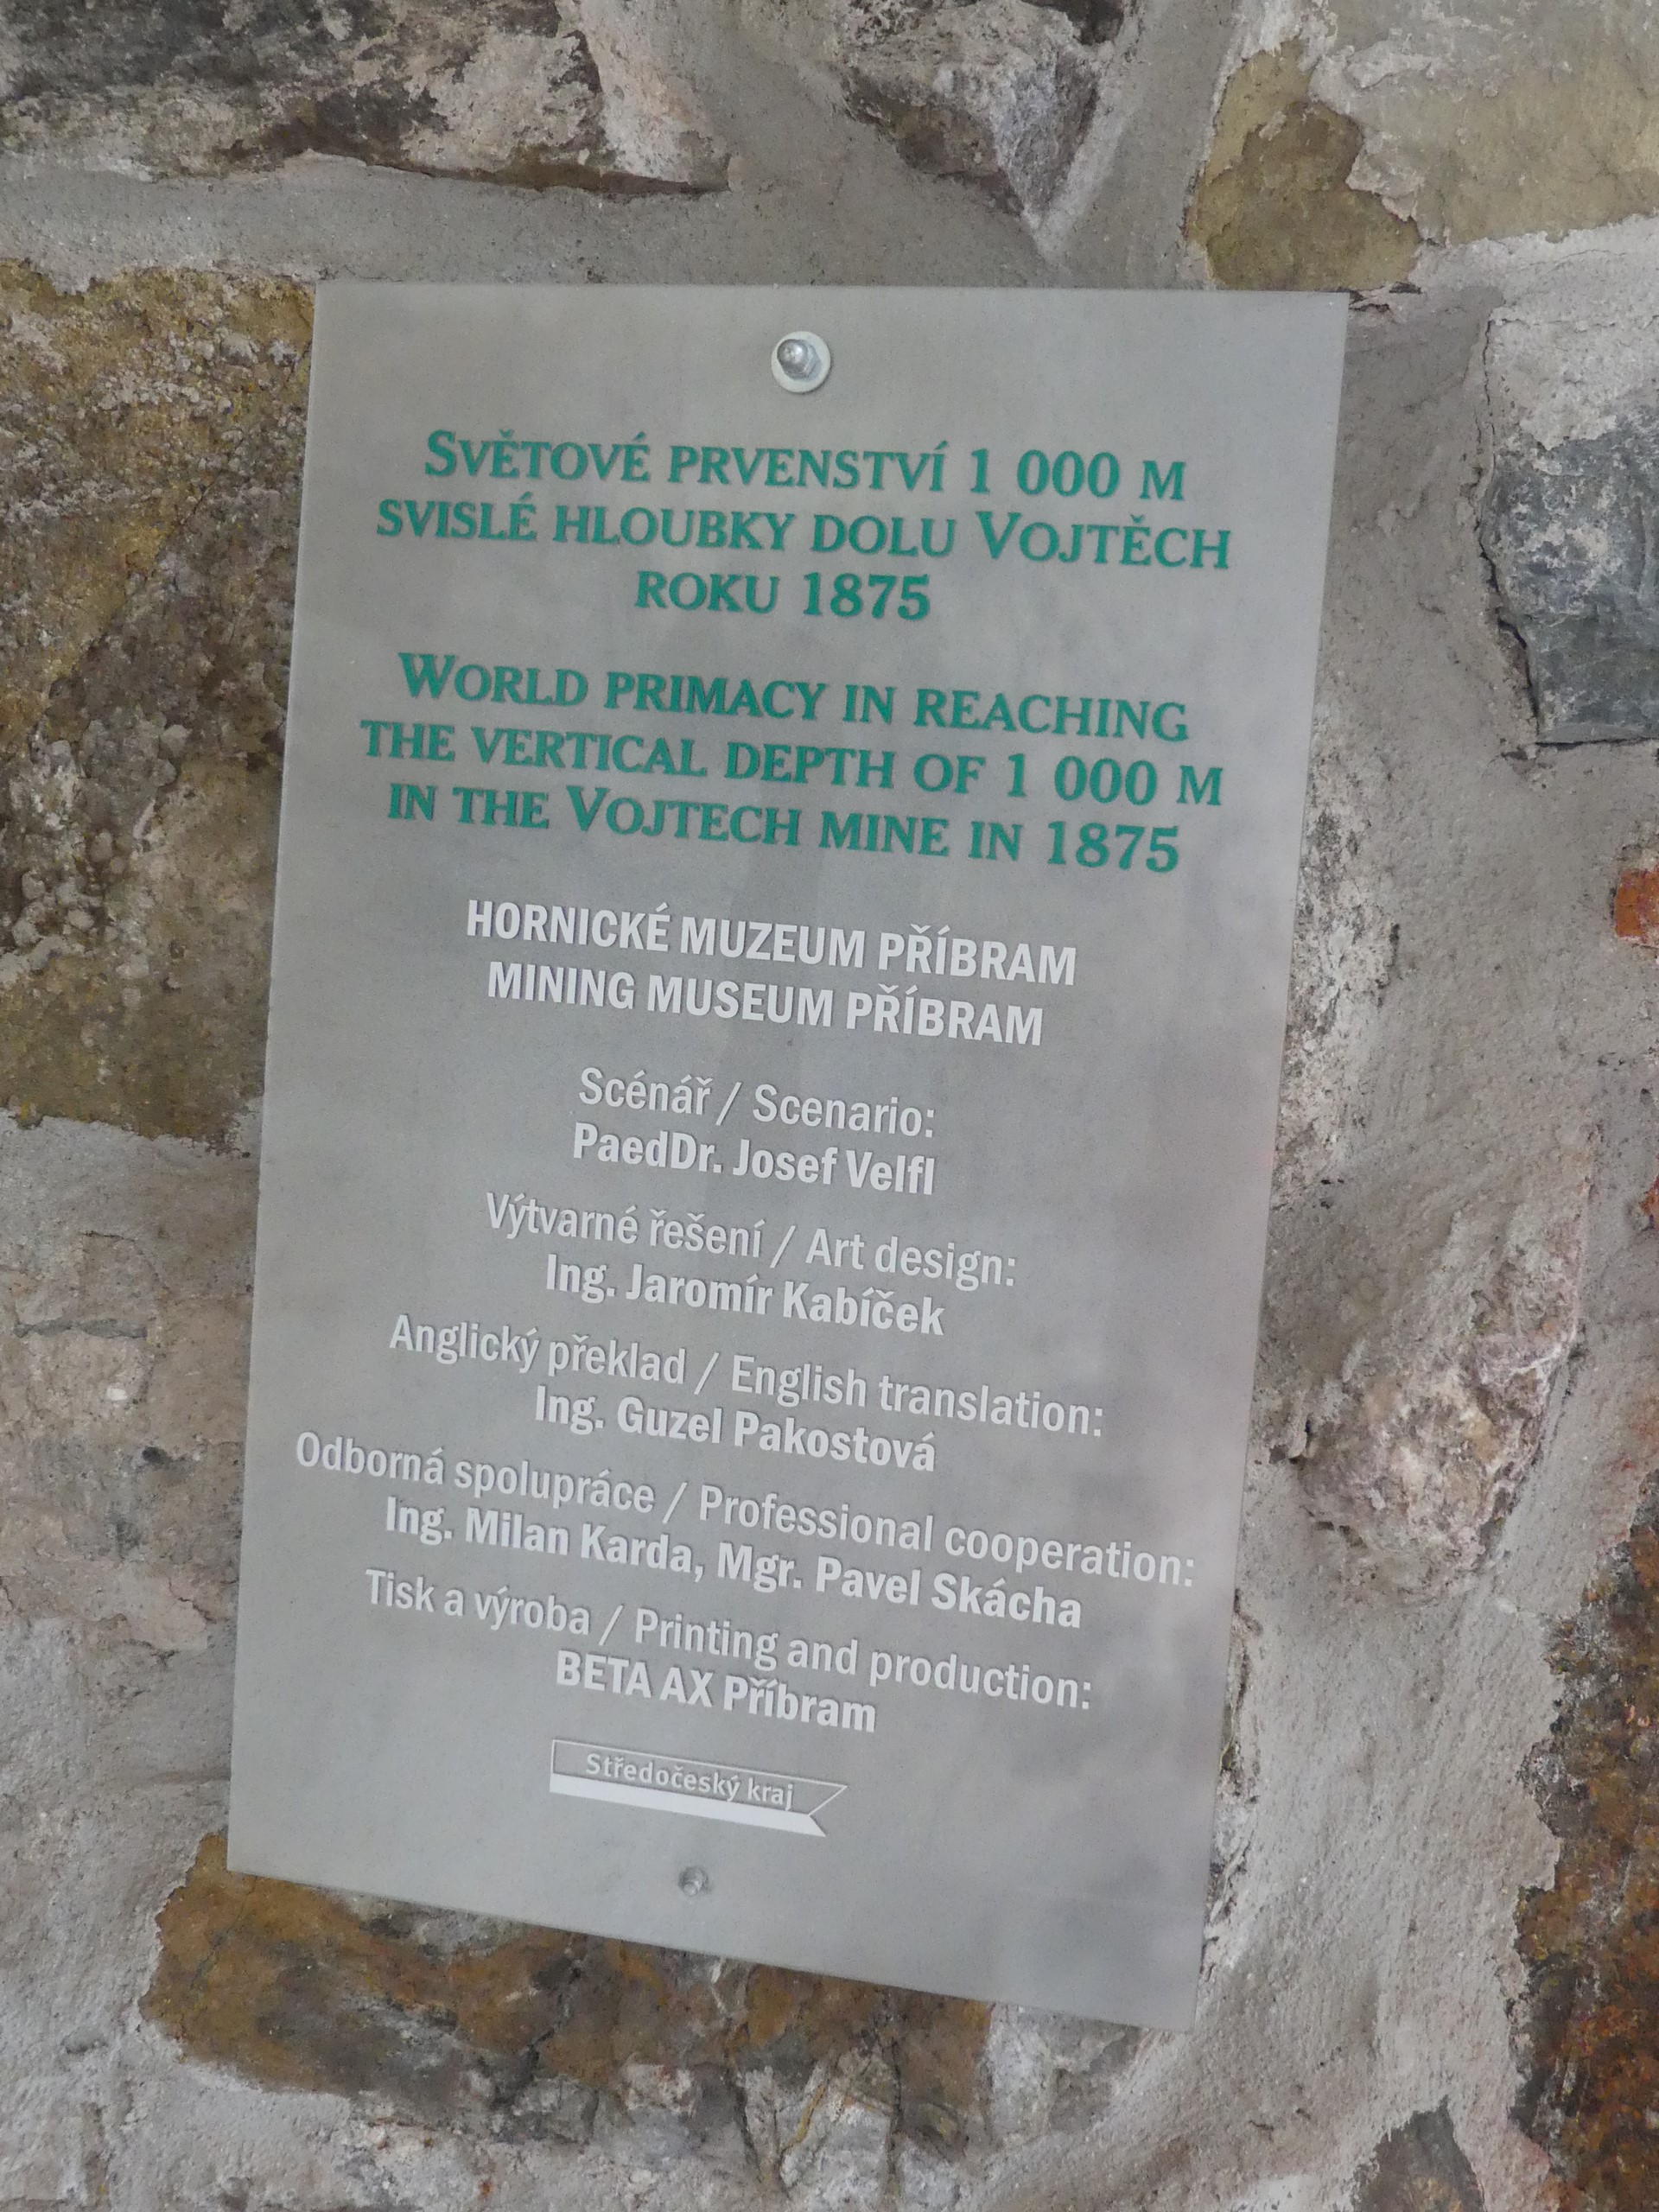 Světové prvenství 1 000 m
svislé hloubky dolu Vojtěch
roku 1875
World primacy in reaching
the vertical depth of 1 000 m
in the Vojtech mine in 1875
HORNICKÉ MUZEUM PŘÍBRAM
MINING MUSEUM PŘÍBRAM
Scénář / Scenario:
PaedDr. Josef Velfl
Výtvarné řešení / Art design:
Ing. Jaromír Kabíček
Anglický překlad / English translation:
Ing. Guzel Pakostová
Odborná spolupráce / Professional cooperation:
Ing. Milan Karda, Mgr. Pavel Skácha
Tisk a výroba / Printing and production:
BETA AX Příbram
Středočeský kraj